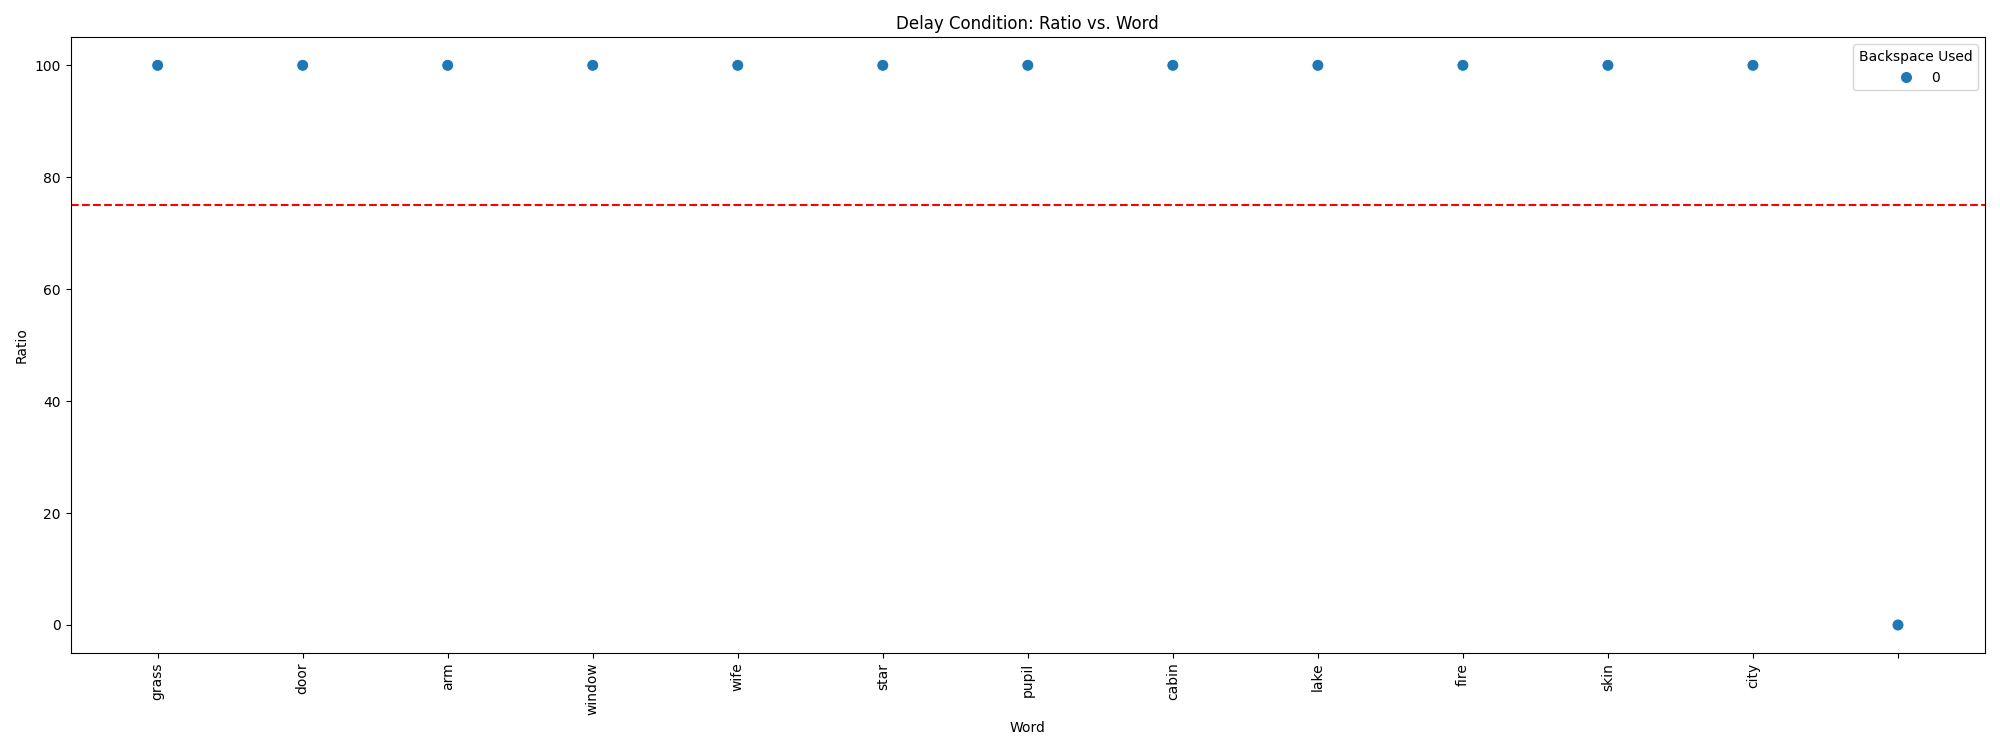 Delay Condition: Ratio vs. Word
Backspace Used
0
Ratio
100
80
60
40
20
0
grass
door
arm
window
wife
star
pupil
cabin
lake
fire
skin
city
Word